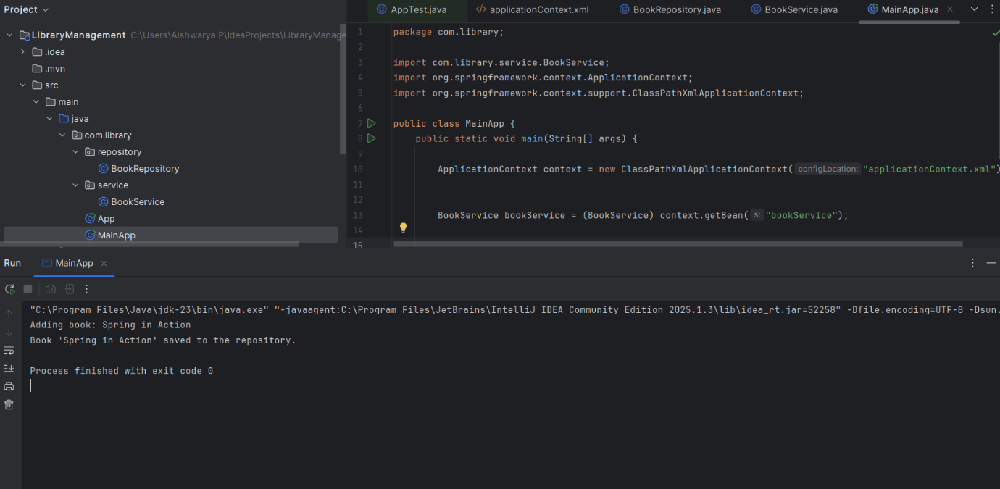 Project
AppTest.java
applicationContext.xml
BookRepository.java
BookService.java
MainApp.java
LibraryManagement C:\Users\Aishwarya P\IdeaProjects\LibraryManage
.idea
.mvn
src
main
java
com.library
repository
BookRepository
service
BookService
App
MainApp
1 package com.library;
2
3 import com.library.service.BookService;
4 import org.springframework.context.ApplicationContext;
5 import org.springframework.context.support.ClassPathXmlApplicationContext;
6
7 public class MainApp {
8 public static void main(String[] args) {
9
10 ApplicationContext context = new ClassPathXmlApplicationContext( configLocation: "applicationContext.xml")
11
12
13 BookService bookService = (BookService) context.getBean( s: "bookService");
14
15
Run MainApp
"C:\Program Files\Java\jdk-23\bin\java.exe" "-javaagent:C:\Program Files\JetBrains\IntelliJ IDEA Community Edition 2025.1.3\lib\idea_rt.jar=52258" -Dfile.encoding=UTF-8 -Dsun.
Adding book: Spring in Action
Book 'Spring in Action' saved to the repository.
Process finished with exit code 0